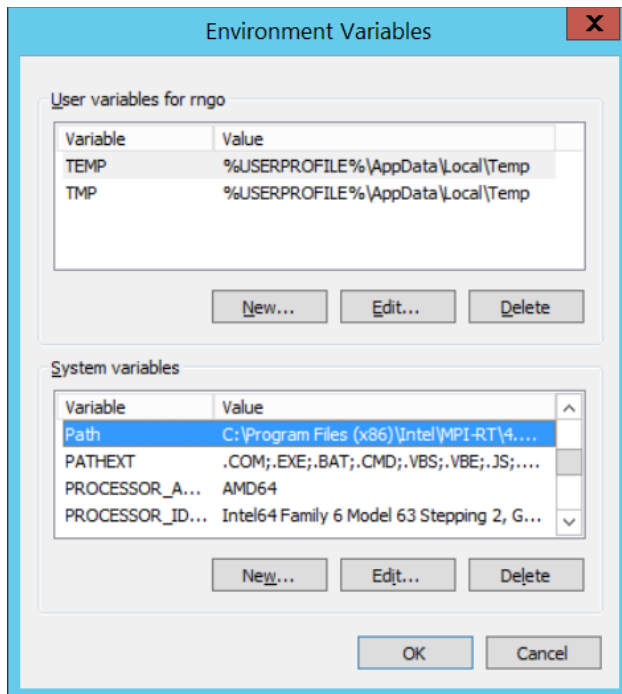 Environment Variables
X
User variables for rngo
Variable Value
TEMP %USERPROFILE%\AppData\Local\Temp
TMP %USERPROFILE%\AppData\Local\Temp
New... Edit... Delete
System variables
Variable Value
Path C:\Program Files (x86)\Intel\MPI-RT\4....
PATHEXT .COM;.EXE;.BAT;.CMD;.VBS;.VBE;.JS;....
PROCESSOR_A... AMD64
PROCESSOR_ID... Intel64 Family 6 Model 63 Stepping 2, G...
New... Edit... Delete
OK Cancel